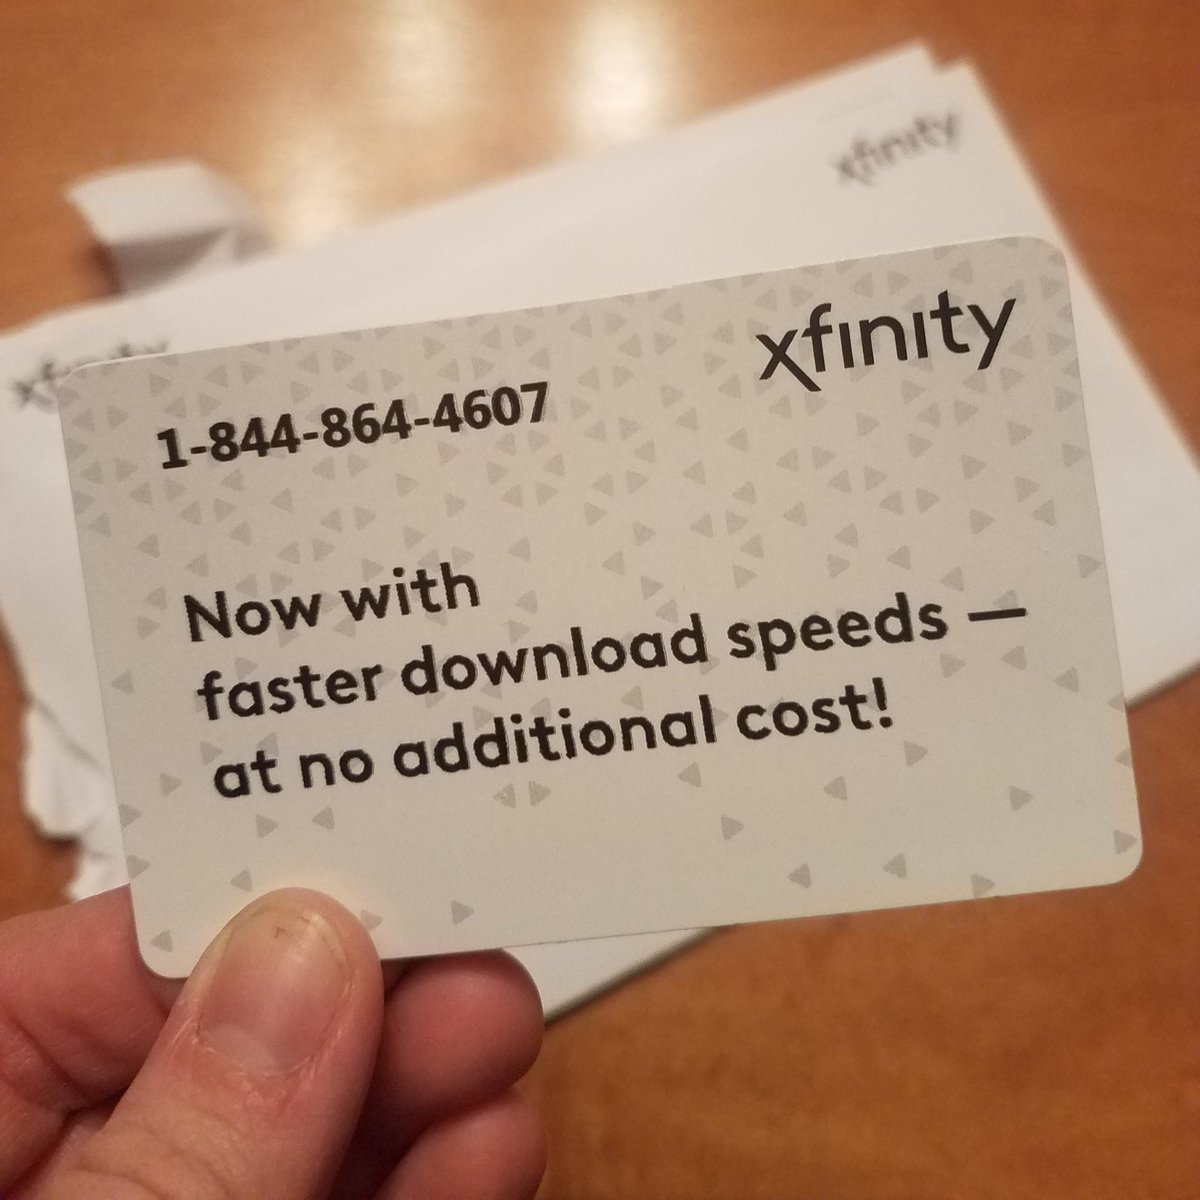 xfinity
xfinity
xfinity
1-844-864-4607
Now with
faster download speeds —
at no additional cost!